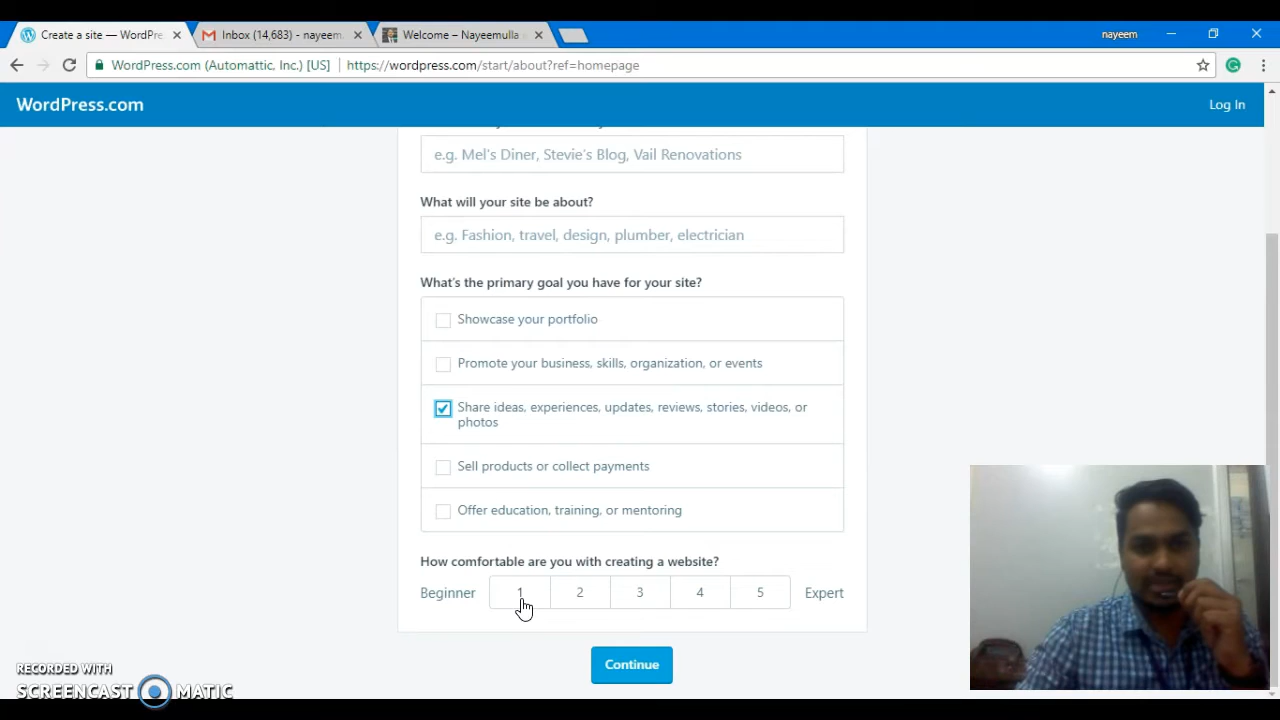 Create a site — WordPre
Inbox (14,683) - nayeem.
Welcome – Nayeemulla
nayeem
WordPress.com (Automattic, Inc.) [US]
https://wordpress.com/start/about?ref=homepage
WordPress.com
Log In
e.g. Mel's Diner, Stevie's Blog, Vail Renovations
What will your site be about?
e.g. Fashion, travel, design, plumber, electrician
What's the primary goal you have for your site?
Showcase your portfolio
Promote your business, skills, organization, or events
Share ideas, experiences, updates, reviews, stories, videos, or
photos
Sell products or collect payments
Offer education, training, or mentoring
How comfortable are you with creating a website?
Beginner 1 2 3 4 5 Expert
Continue
RECORDED WITH
SCREENCAST MATIC